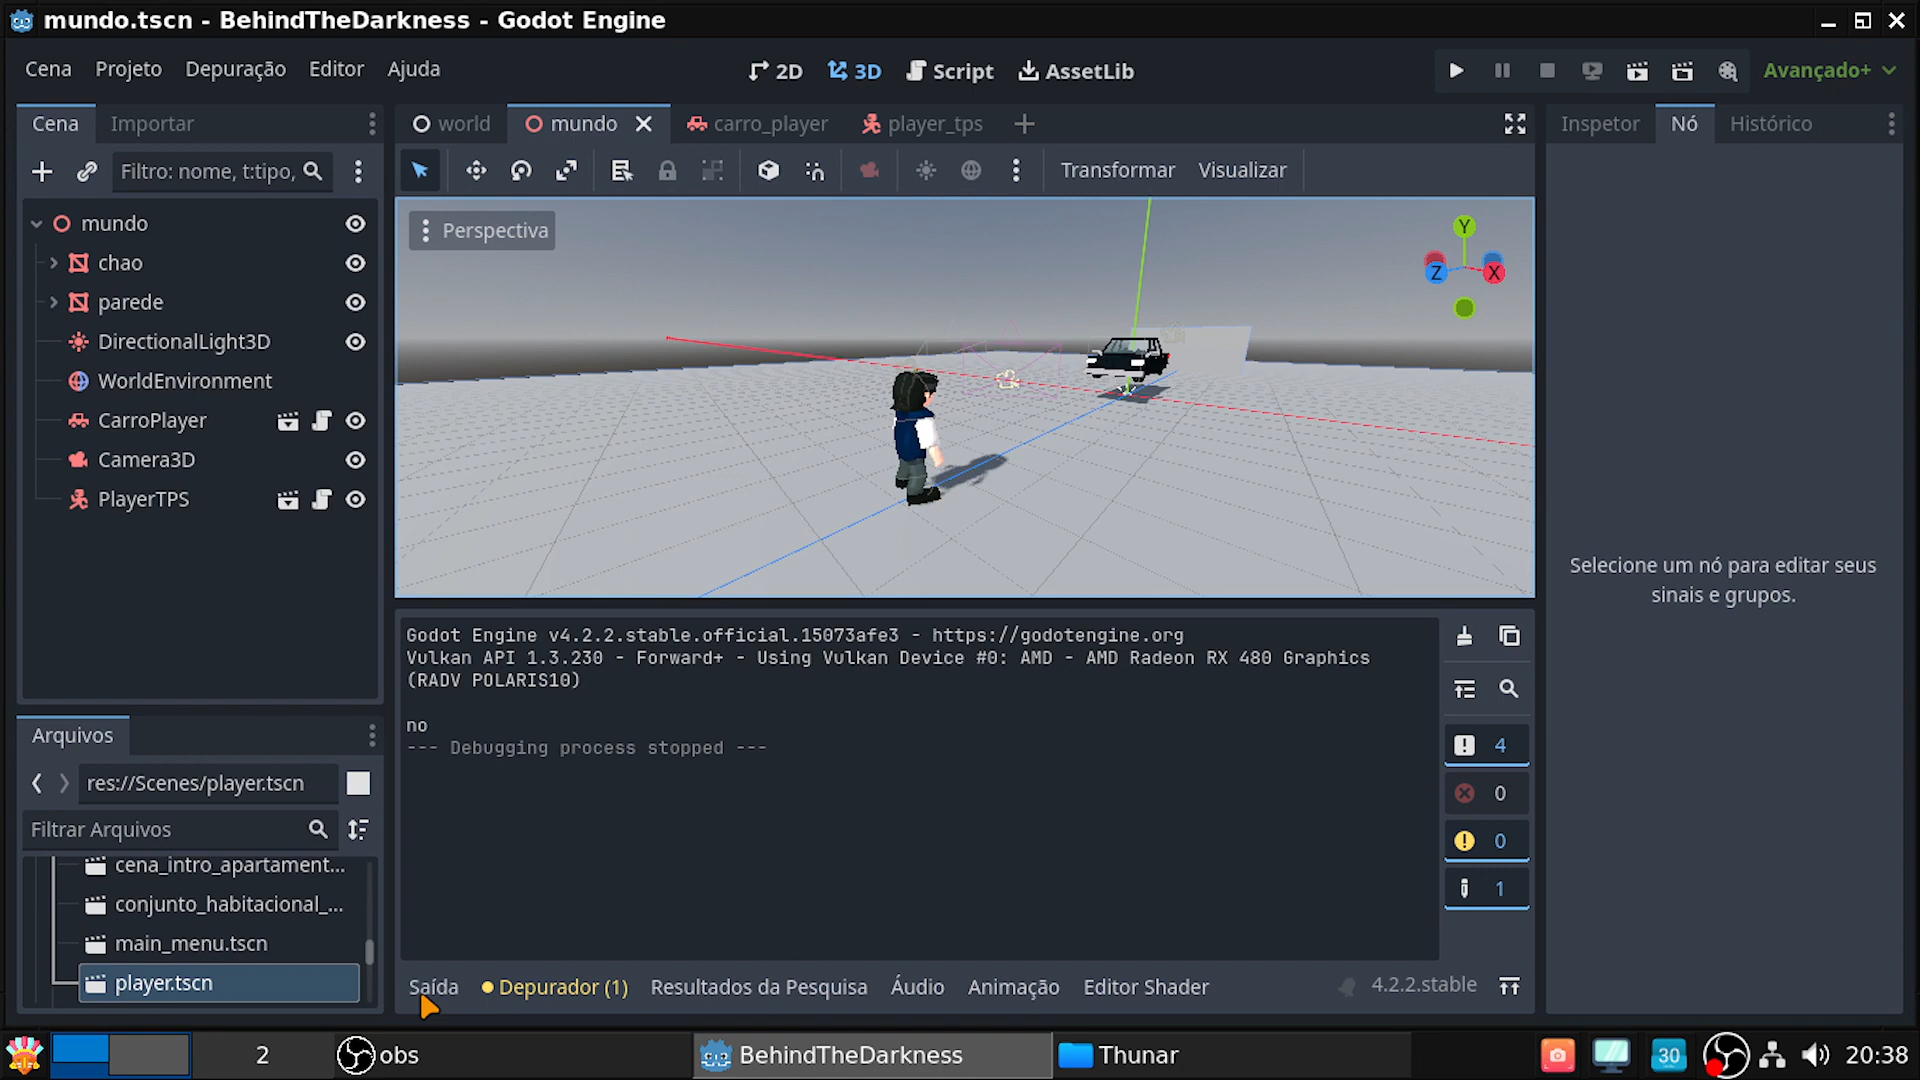 mundo.tscn - BehindTheDarkness - Godot Engine
Cena Projeto Depuração Editor Ajuda
2D 3D Script AssetLib
Avançado+
Cena Importar
world mundo carro_player player_tps
Inspetor Nó Histórico
Filtro: nome, t:tipo,
Transformar Visualizar
mundo
chao
parede
DirectionalLight3D
WorldEnvironment
CarroPlayer
Camera3D
PlayerTPS
Perspectiva
Y
Z
X
Selecione um nó para editar seus
sinais e grupos.
Godot Engine v4.2.2.stable.official.15073afe3 - https://godotengine.org
Vulkan API 1.3.230 - Forward+ - Using Vulkan Device #0: AMD - AMD Radeon RX 480 Graphics
(RADV POLARIS10)
no
--- Debugging process stopped ---
4
0
0
1
Arquivos
res://Scenes/player.tscn
Filtrar Arquivos
cena_intro_apartament...
conjunto_habitacional_...
main_menu.tscn
player.tscn
Saída Depurador (1) Resultados da Pesquisa Áudio Animação Editor Shader
4.2.2.stable
2 obs BehindTheDarkness Thunar 30 20:38